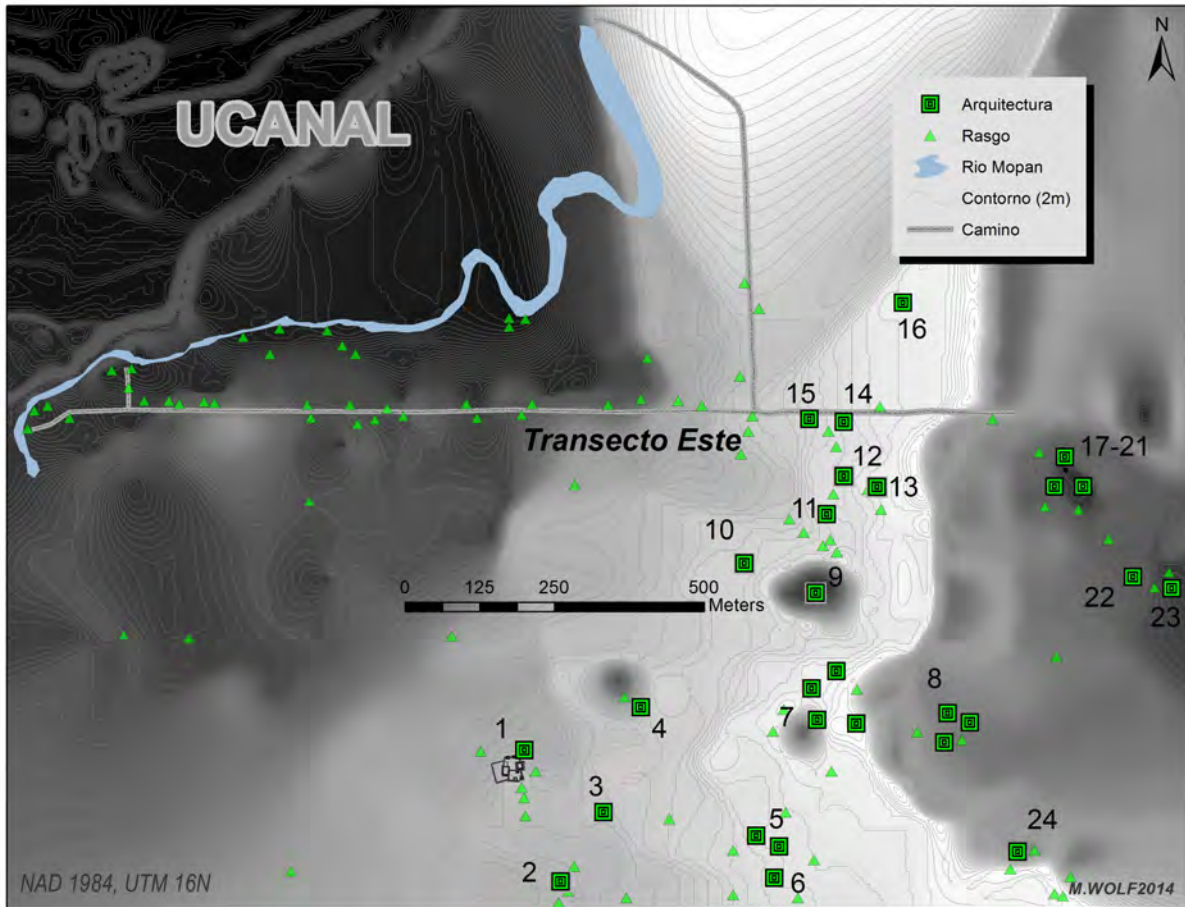 UCANAL
N
Arquitectura
Rasgo
Rio Mopan
Contorno (2m)
Camino
16
15
14
Transecto Este
12
13
17-21
11
10
9
22
23
0 125 250 500
Meters
8
7
4
1
3
5
24
2
6
NAD 1984, UTM 16N
M.WOLF2014